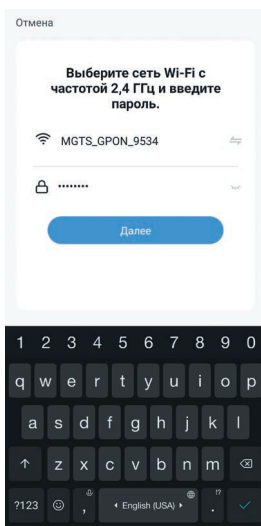 Отмена
Выберите сеть Wi-Fi с
частотой 2,4 ГГц и введите
пароль.
MGTS_GPON_9534
••••••••
Далее
1 2 3 4 5 6 7 8 9 0
q w e r t y u i o p
a s d f g h j k l
z x c v b n m
?123 , English (USA) . !?